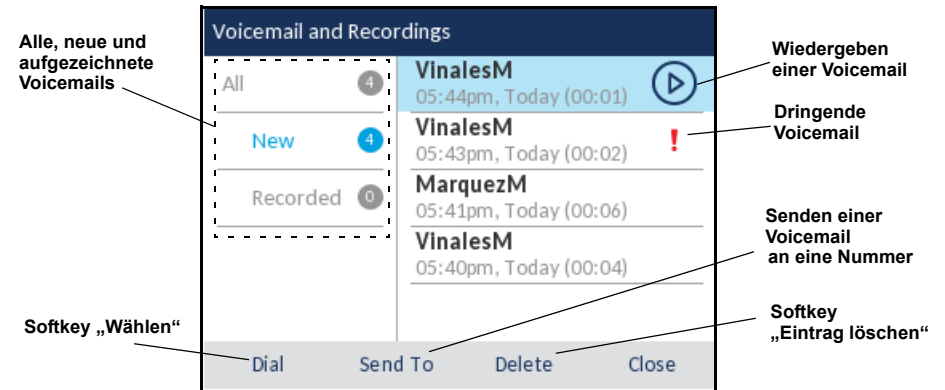 Alle, neue und
aufgezeichnete
Voicemails
Voicemail and Recordings
All 4
New 4
Recorded 0
VinalesM
05:44pm, Today (00:01)
VinalesM
05:43pm, Today (00:02)
!
MarquezM
05:41pm, Today (00:06)
VinalesM
05:40pm, Today (00:04)
Wiedergeben
einer Voicemail
Dringende
Voicemail
Senden einer
Voicemail
an eine Nummer
Softkey „Wählen“
Softkey
„Eintrag löschen“
Dial Send To Delete Close